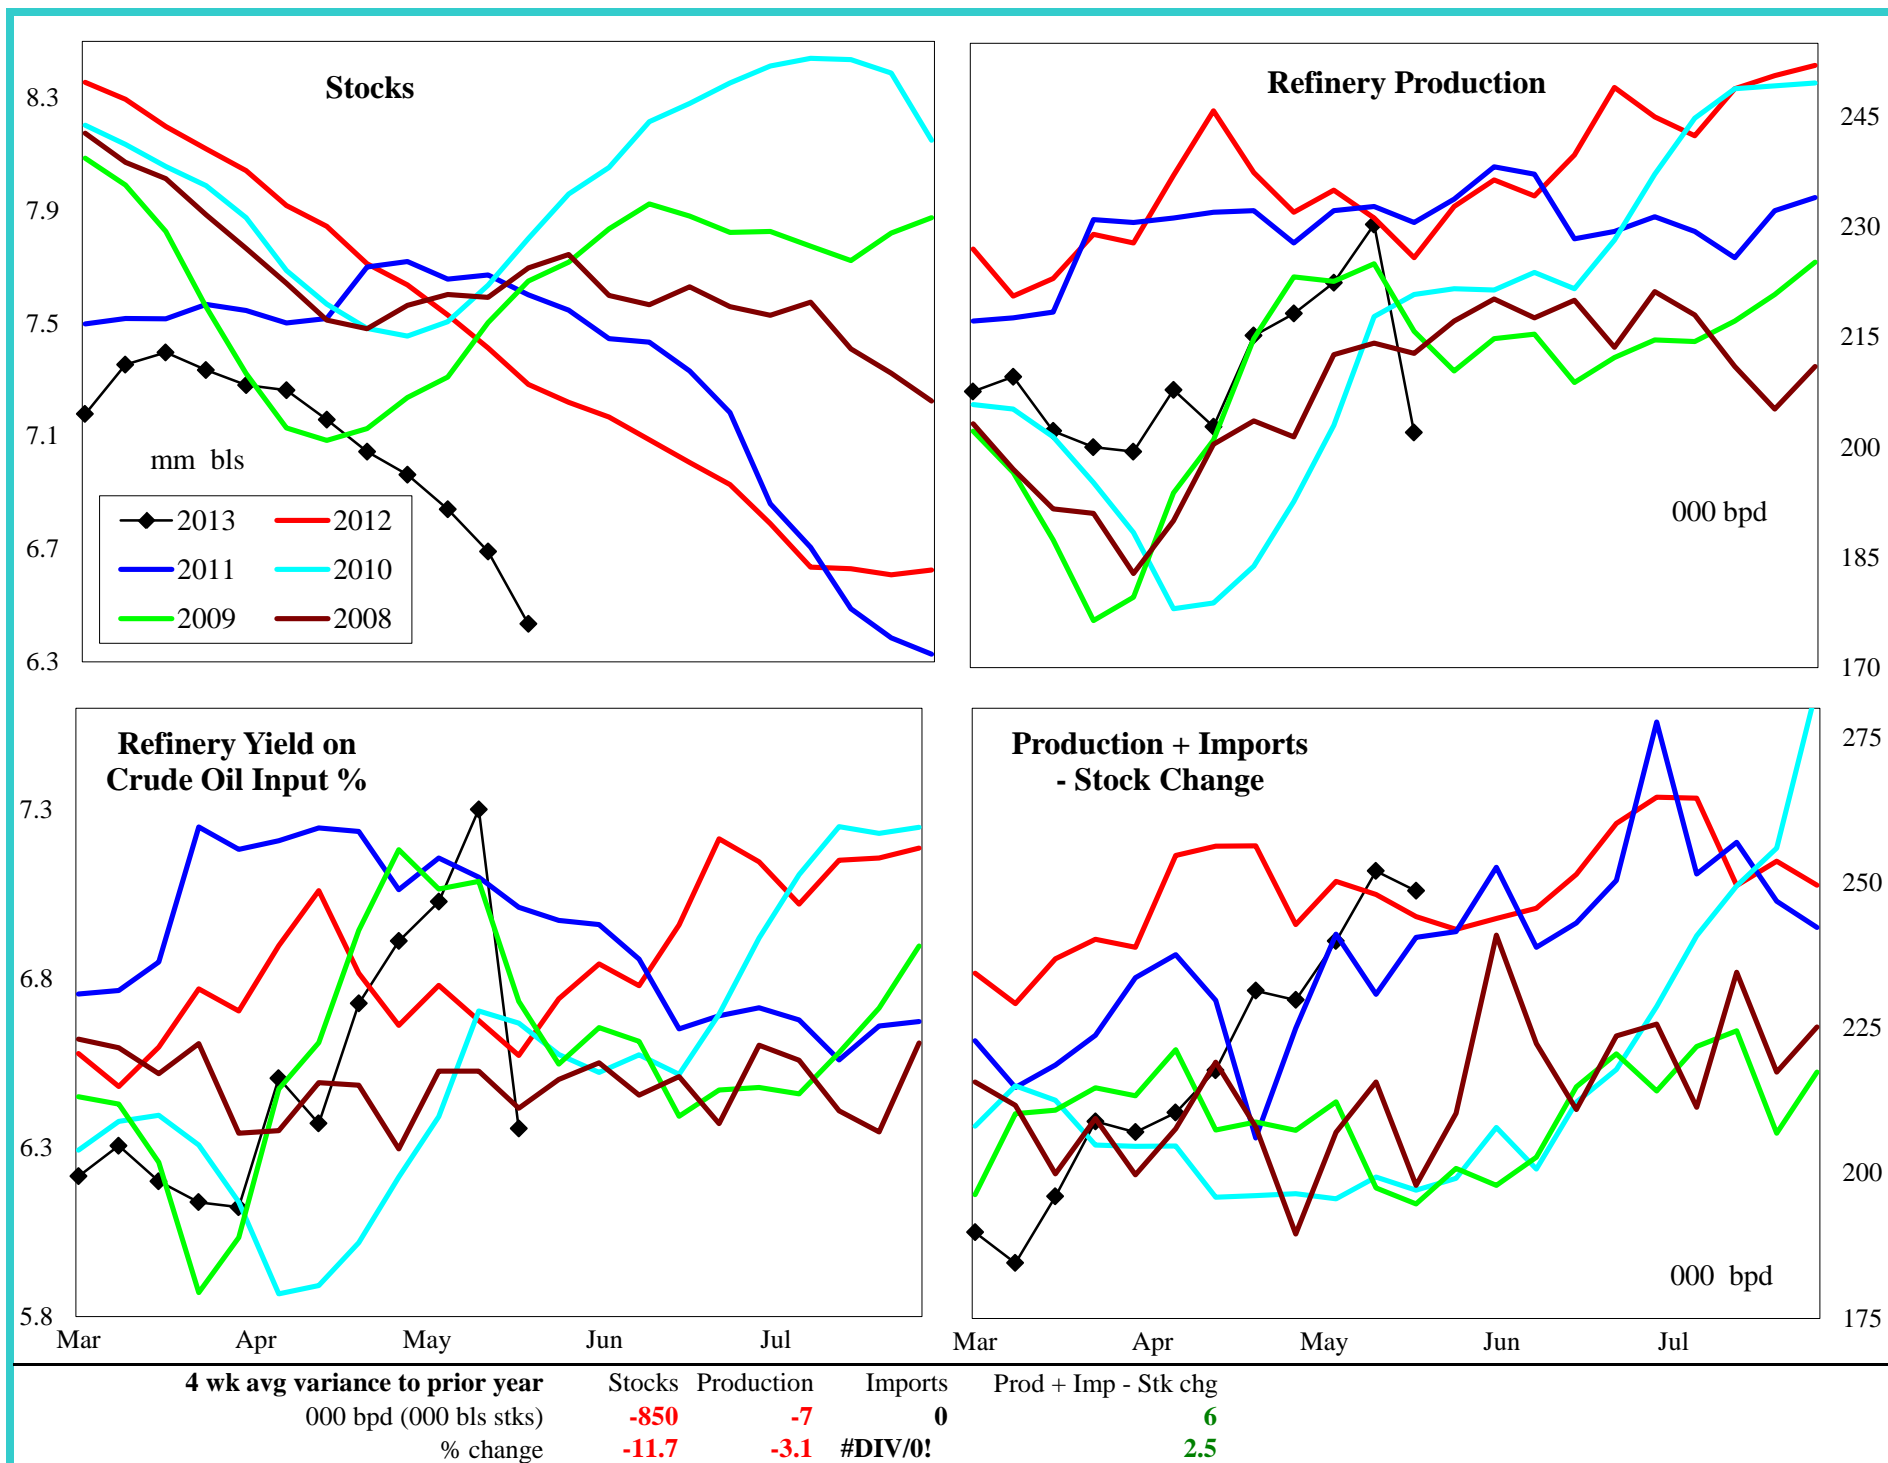 Stocks
8.3
7.9
7.5
7.1
6.7
6.3
mm bls
2013
2012
2011
2010
2009
2008
Refinery Production
245
230
215
200
185
170
000 bpd
Refinery Yield on
Crude Oil Input %
7.3
6.8
6.3
5.8
Mar Apr May Jun Jul
Production + Imports
- Stock Change
275
250
225
200
175
000 bpd
Mar Apr May Jun Jul
4 wk avg variance to prior year Stocks Production Imports Prod + Imp - Stk chg
000 bpd (000 bls stks) -850 -7 0 6
% change -11.7 -3.1 #DIV/0! 2.5